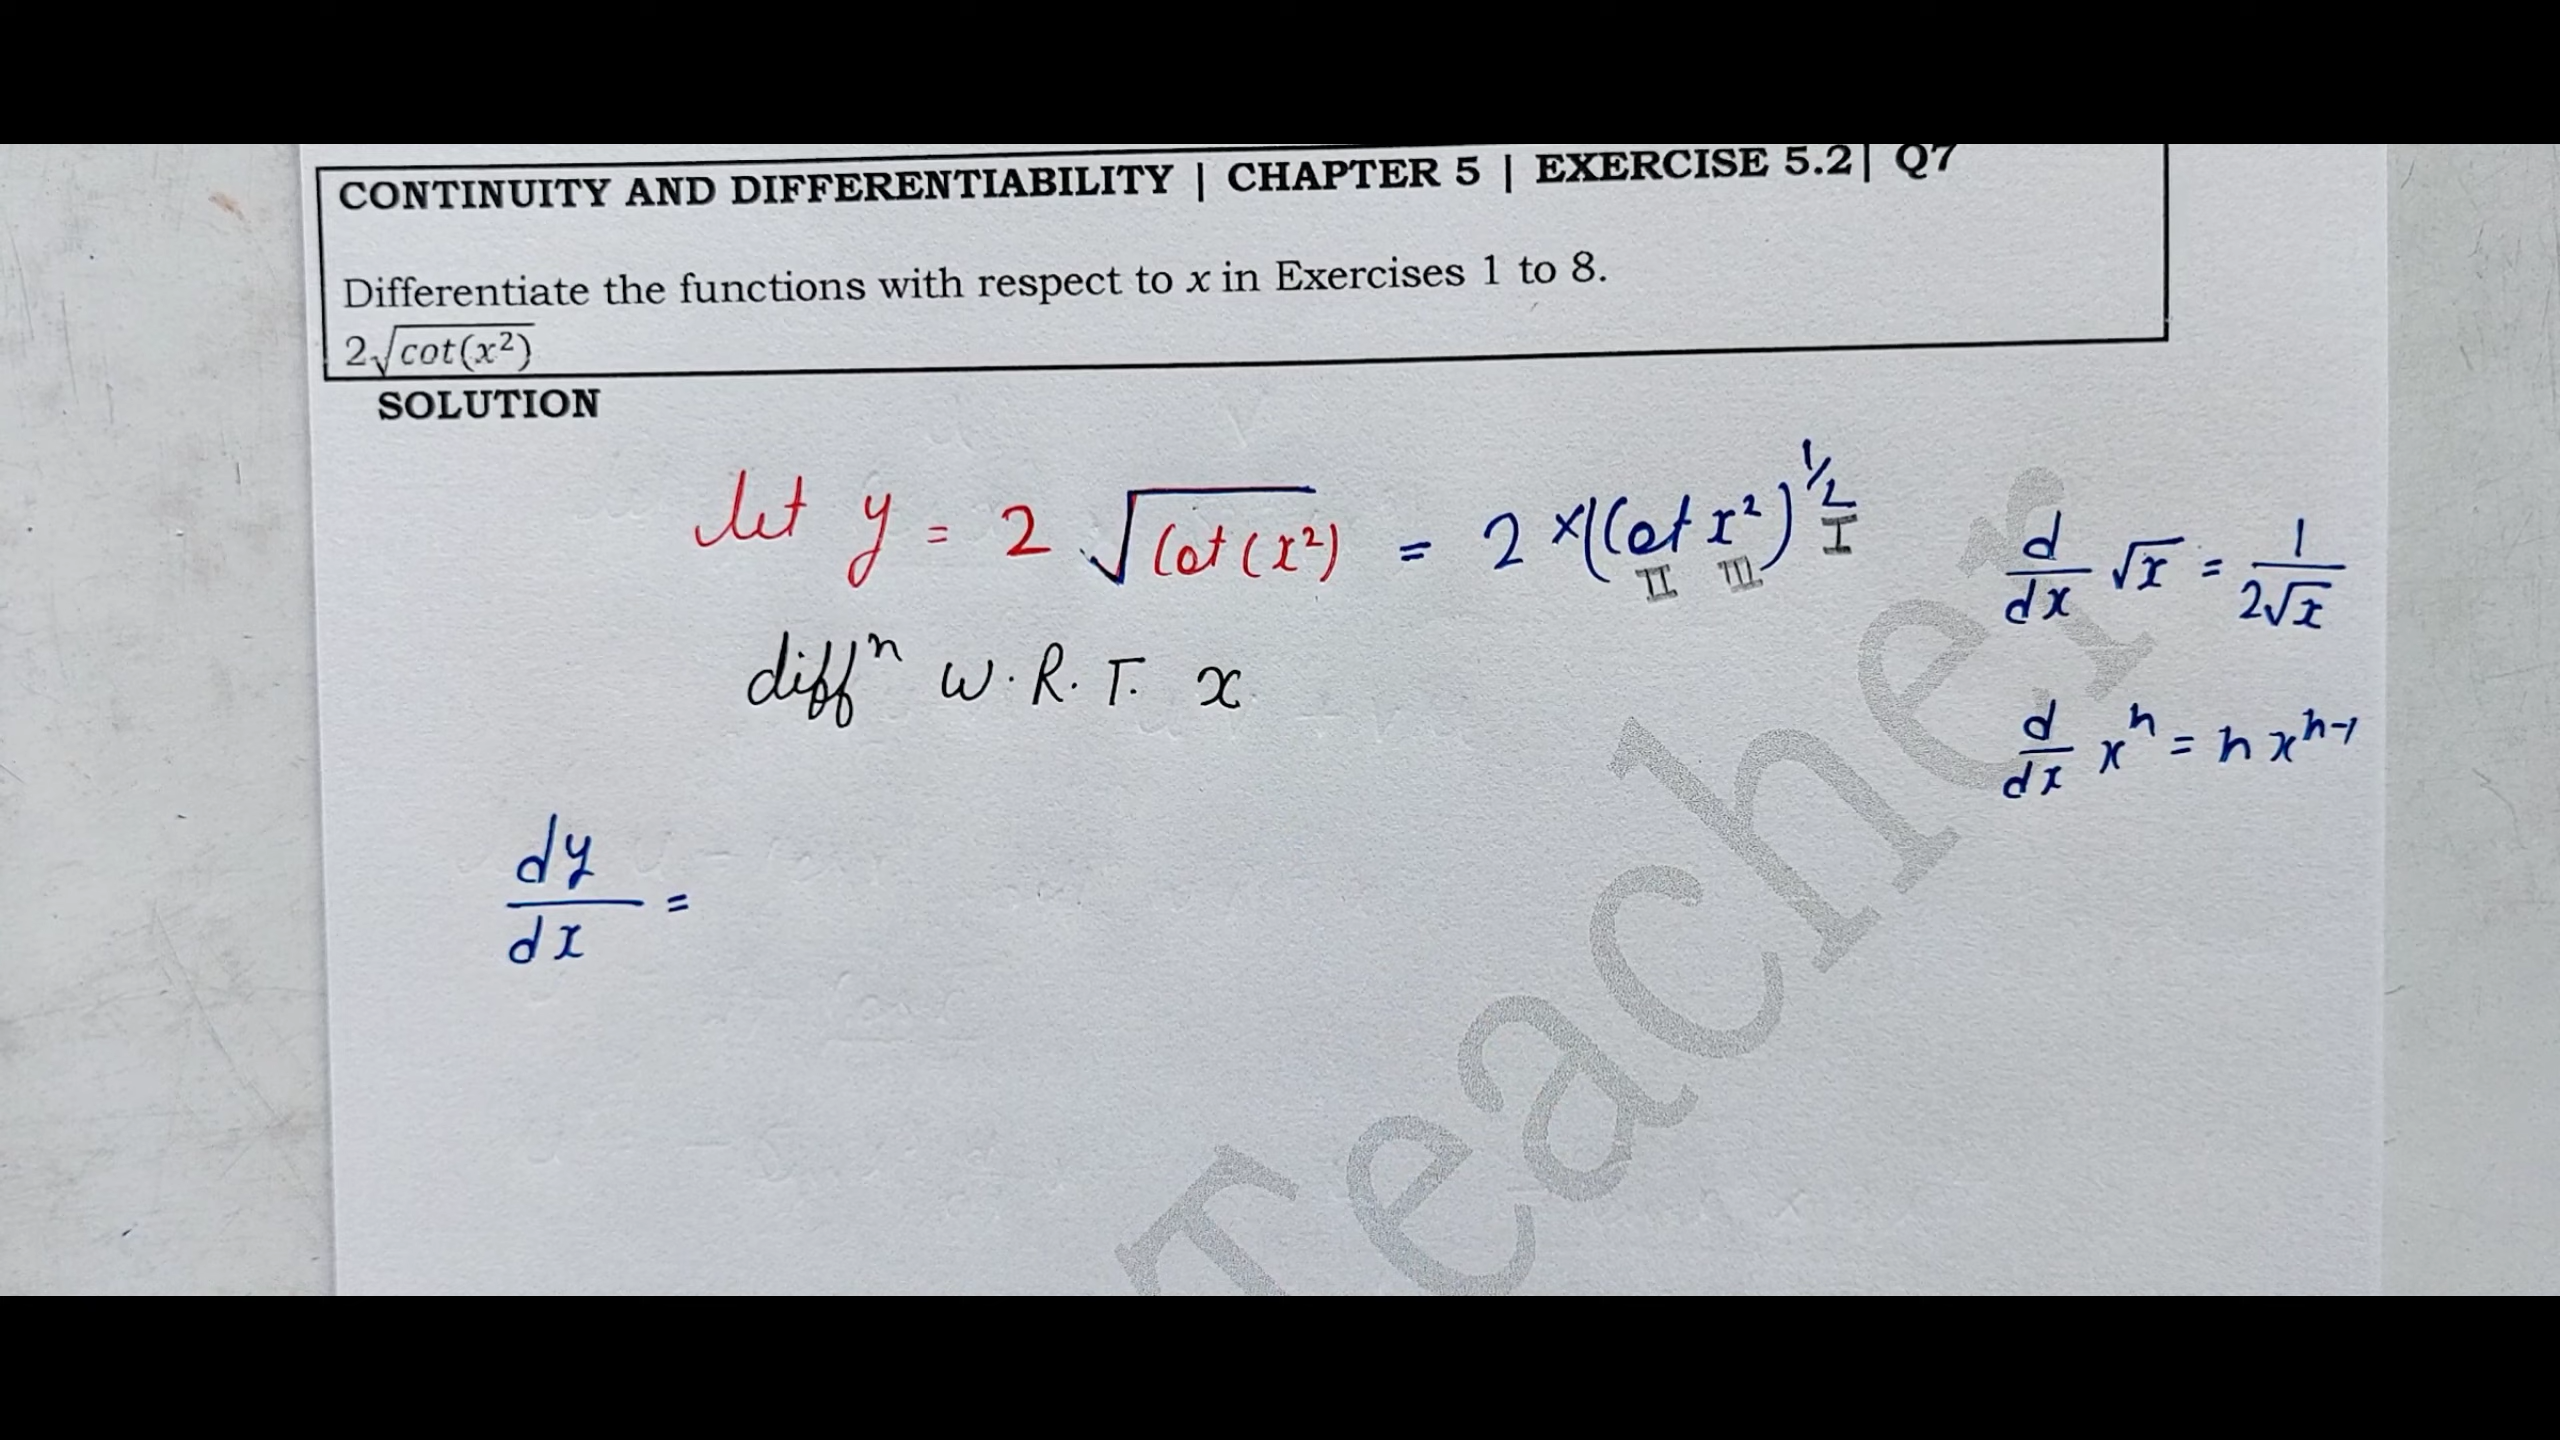 CONTINUITY AND DIFFERENTIABILITY | CHAPTER 5 | EXERCISE 5.2| Q7
Differentiate the functions with respect to x in Exercises 1 to 8.
2√cot(x²)
SOLUTION
let y = 2 √cot(x²) = 2 × (cot x²)^1/2
II III I
diffⁿ W.R.T. x
dy/dx =
d/dx √x = 1/2√x
d/dx xⁿ = n xⁿ⁻¹
Teacher